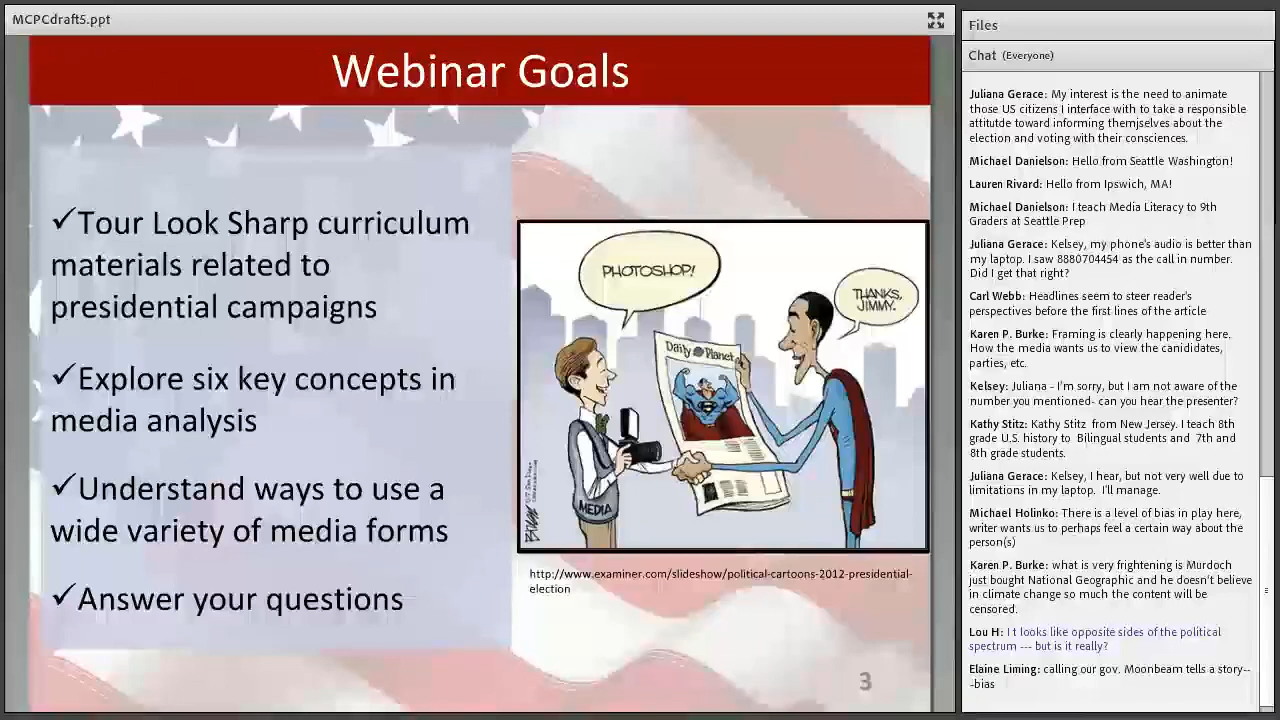 MCPCdraft5.ppt
Webinar Goals
✓Tour Look Sharp curriculum
materials related to
presidential campaigns
✓Explore six key concepts in
media analysis
✓Understand ways to use a
wide variety of media forms
✓Answer your questions
PHOTOSHOP!
THANKS,
JIMMY.
Daily Planet
MEDIA
http://www.examiner.com/slideshow/political-cartoons-2012-presidential-
election
3
Files
Chat (Everyone)
Juliana Gerace: My interest is the need to animate
those US citizens I interface with to take a responsible
attitutde toward informing themjselves about the
election and voting with their consciences.
Michael Danielson: Hello from Seattle Washington!
Lauren Rivard: Hello from Ipswich, MA!
Michael Danielson: I teach Media Literacy to 9th
Graders at Seattle Prep
Juliana Gerace: Kelsey, my phone's audio is better than
my laptop. I saw 8880704454 as the call in number.
Did I get that right?
Carl Webb: Headlines seem to steer reader's
perspectives before the first lines of the article
Karen P. Burke: Framing is clearly happening here.
How the media wants us to view the canididates,
parties, etc.
Kelsey: Juliana - I'm sorry, but I am not aware of the
number you mentioned- can you hear the presenter?
Kathy Stitz: Kathy Stitz from New Jersey. I teach 8th
grade U.S. history to Bilingual students and 7th and
8th grade students.
Juliana Gerace: Kelsey, I hear, but not very well due to
limitations in my laptop. I'll manage.
Michael Holinko: There is a level of bias in play here,
writer wants us to perhaps feel a certain way about the
person(s)
Karen P. Burke: what is very frightening is Murdoch
just bought National Geographic and he doesn't believe
in climate change so much the content will be
censored.
Lou H: It looks like opposite sides of the political
spectrum --- but is it really?
Elaine Liming: calling our gov. Moonbeam tells a story--
-bias